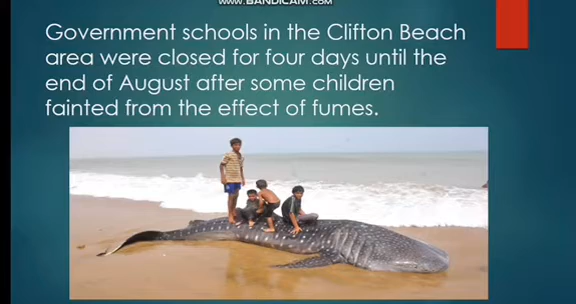 www.BANDICAM.com
Government schools in the Clifton Beach
area were closed for four days until the
end of August after some children
fainted from the effect of fumes.